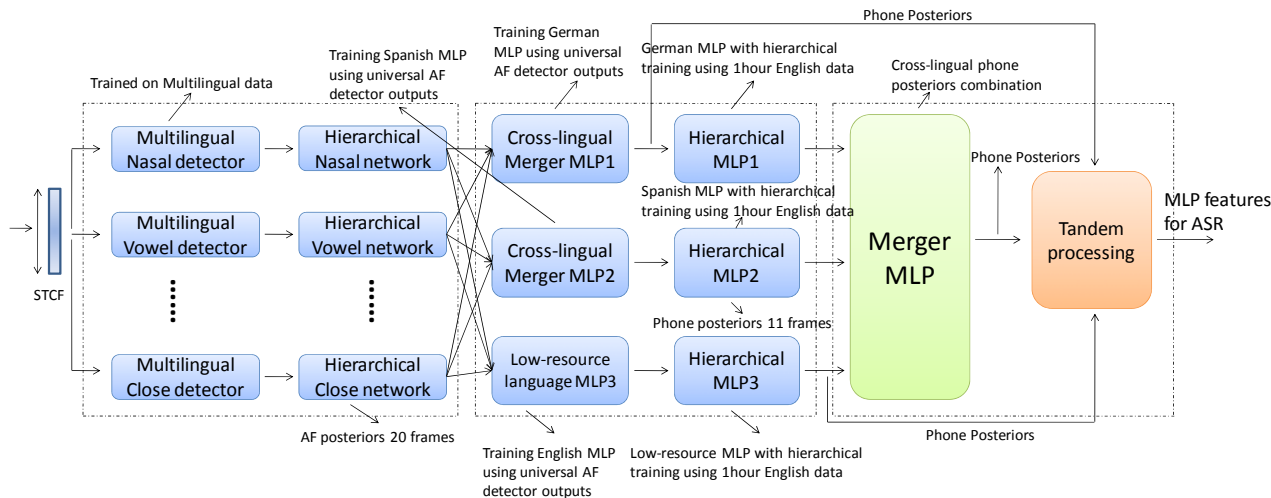 Phone Posteriors
Training German
MLP using universal
AF detector outputs
German MLP with hierarchical
training using 1hour English data
Training Spanish MLP
using universal AF
detector outputs
Cross-lingual phone
posteriors combination
Trained on Multilingual data
Multilingual
Nasal detector
Hierarchical
Nasal network
Cross-lingual
Merger MLP1
Hierarchical
MLP1
Phone Posteriors
Spanish MLP with hierarchical
training using 1hour English data
MLP features
for ASR
Multilingual
Vowel detector
Hierarchical
Vowel network
Cross-lingual
Merger MLP2
Hierarchical
MLP2
Merger
MLP
Tandem
processing
STCF
Phone posteriors 11 frames
Multilingual
Close detector
Hierarchical
Close network
Low-resource
language MLP3
Hierarchical
MLP3
AF posteriors 20 frames
Phone Posteriors
Training English MLP
using universal AF
detector outputs
Low-resource MLP with hierarchical
training using 1hour English data